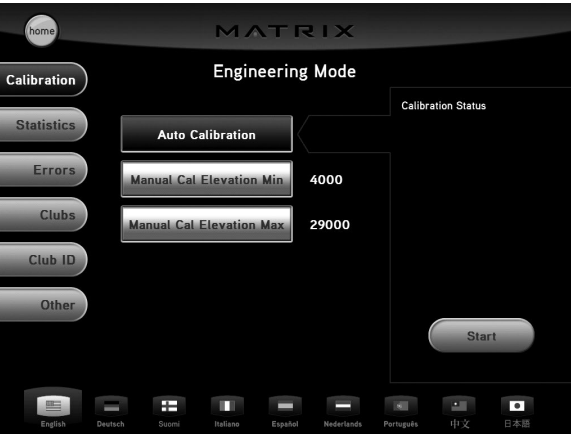 home
MATRIX
Engineering Mode
Calibration
Calibration Status
Statistics
Auto Calibration
Errors
Manual Cal Elevation Min 4000
Clubs
Manual Cal Elevation Max 29000
Club ID
Other
Start
English Deutsch Suomi Italiano Español Nederlands Português 中文 日本語